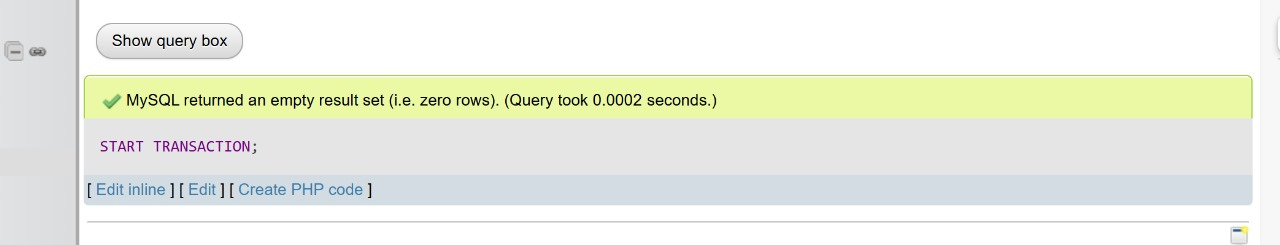 Show query box
MySQL returned an empty result set (i.e. zero rows). (Query took 0.0002 seconds.)
START TRANSACTION;
[ Edit inline ] [ Edit ] [ Create PHP code ]